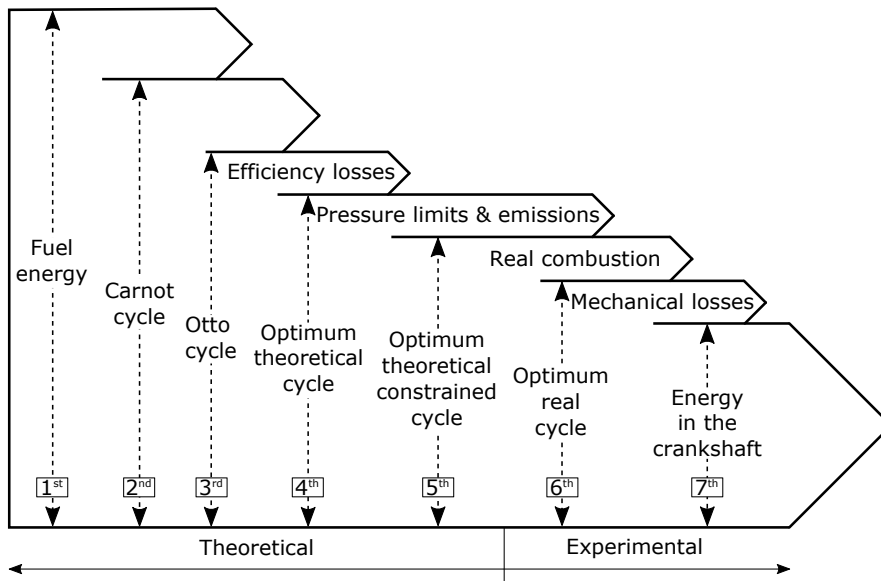 Efficiency losses
Pressure limits & emissions
Fuel
energy
Real combustion
Carnot
cycle
Mechanical losses
Otto
cycle
Optimum
theoretical
cycle
Optimum
theoretical
constrained
cycle
Optimum
real
cycle
Energy
in the
crankshaft
1st
2nd
3rd
4th
5th
6th
7th
Theoretical
Experimental